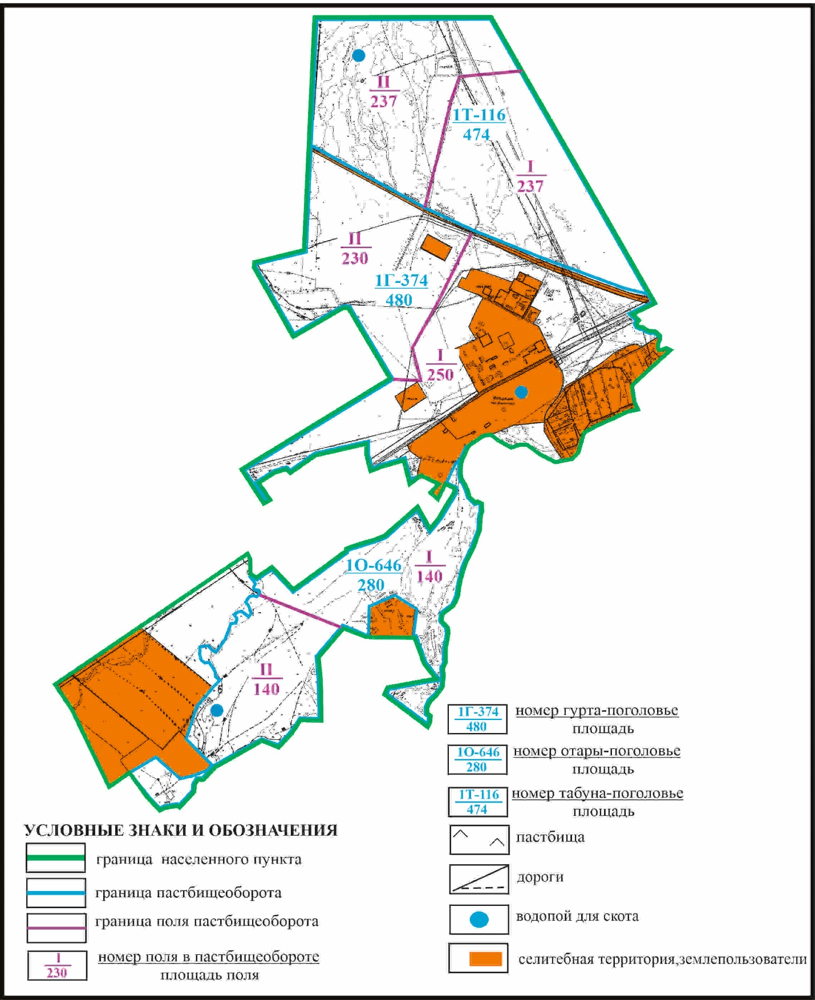 II
237
1Т-116
474
I
237
II
230
1Г-374
480
I
250
1О-646
280
I
140
II
140
1Г-374
480
номер гурта-поголовье
площадь
1О-646
280
номер отары-поголовье
площадь
1Т-116
474
номер табуна-поголовье
площадь
УСЛОВНЫЕ ЗНАКИ И ОБОЗНАЧЕНИЯ
пастбища
граница населенного пункта
дороги
граница пастбищеоборота
водопой для скота
граница поля пастбищеоборота
I
230
номер поля в пастбищеобороте
площадь поля
селитебная территория,землепользователи